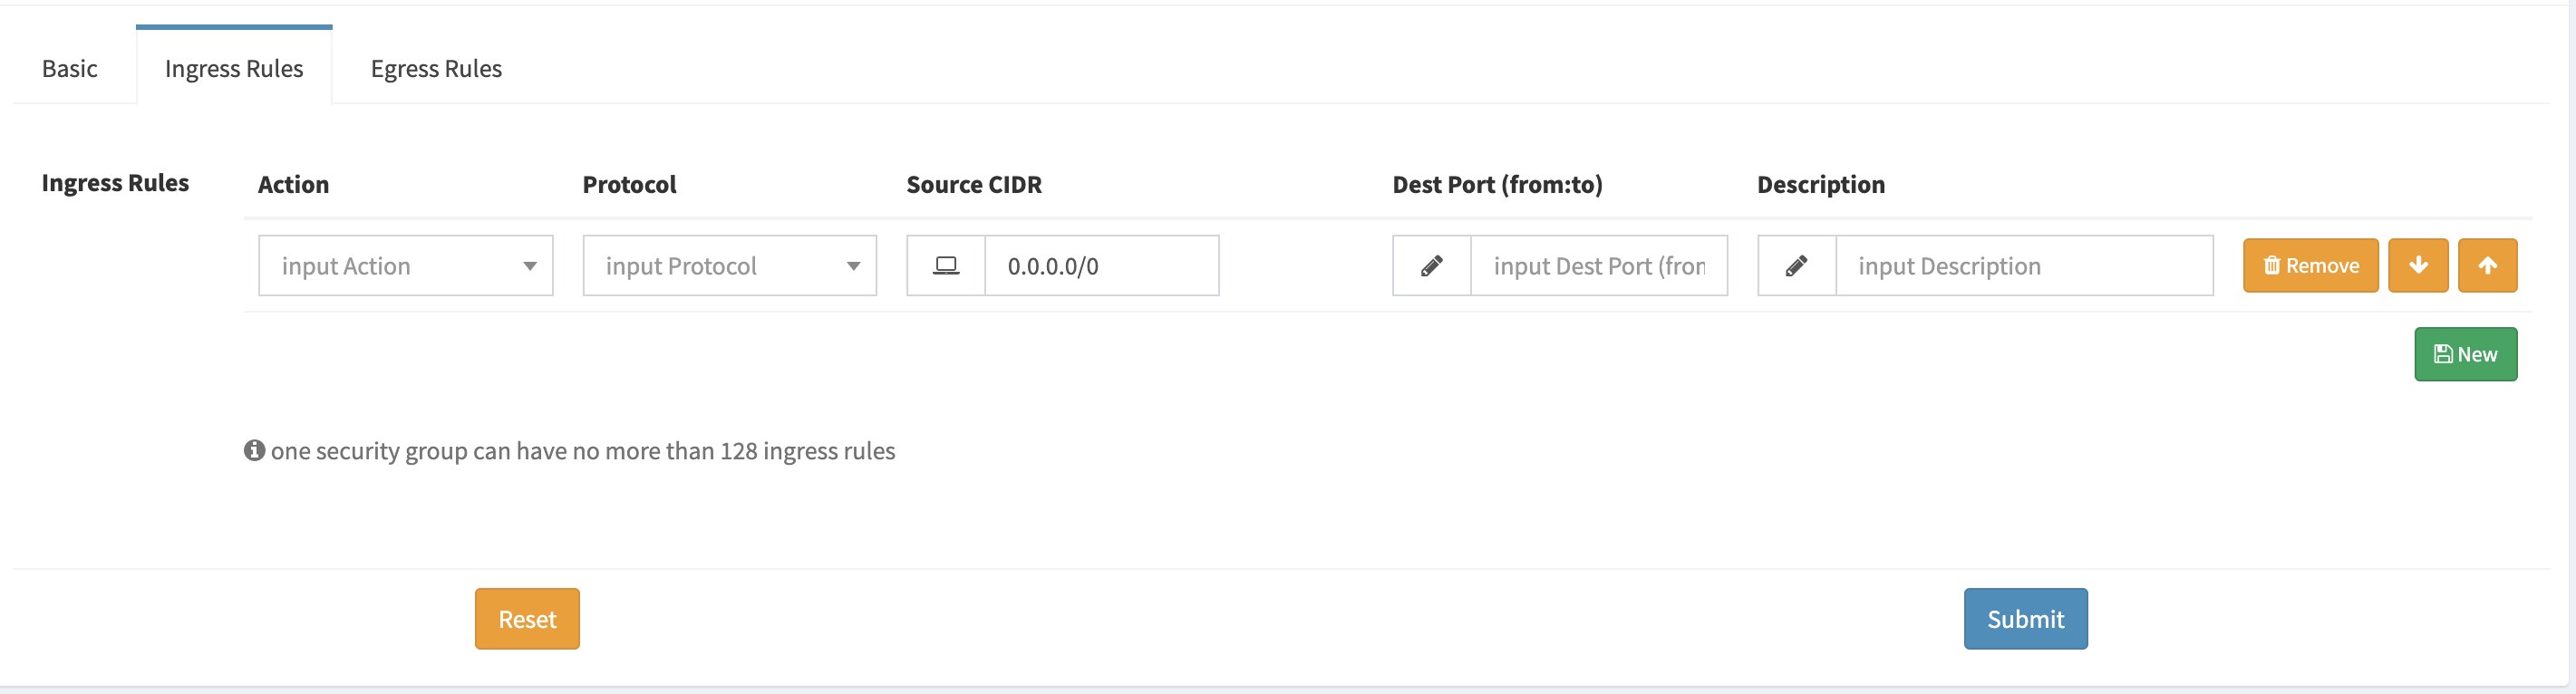 Basic Ingress Rules Egress Rules
Ingress Rules Action Protocol Source CIDR Dest Port (from:to) Description
input Action input Protocol 0.0.0.0/0 input Dest Port (from input Description Remove
New
one security group can have no more than 128 ingress rules
Reset Submit